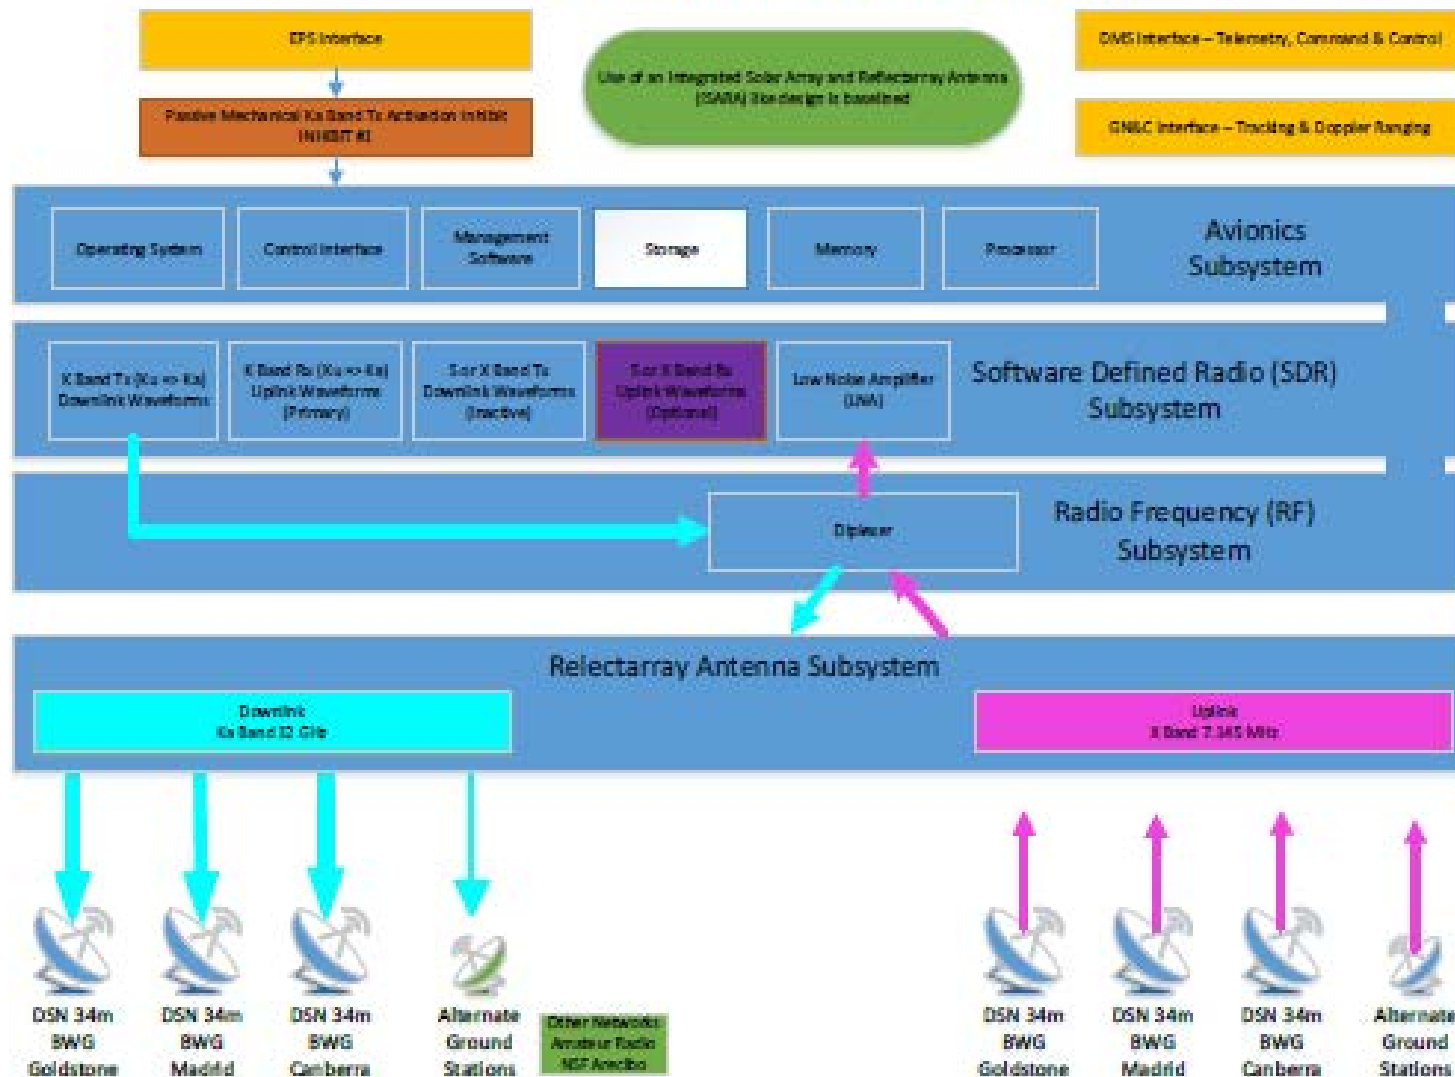 EPS Interface
Use of an Integrated Solar Array and Reflectarray Antenna
(ISARA) like design is baselined
DMS Interface – Telemetry, Command & Control
Passive Mechanical Ka Band Tx Activation Inhibit
INHIBIT #1
GN&C Interface – Tracking & Doppler Ranging
Operating System
Control Interface
Management
Software
Storage
Memory
Processor
Avionics
Subsystem
K Band Tx (Ku => Ka)
Downlink Waveforms
K Band Rx (Ku => Ka)
Uplink Waveforms
(Primary)
S or X Band Tx
Downlink Waveforms
(Inactive)
S or X Band Rx
Uplink Waveforms
(Optional)
Low Noise Amplifier
(LNA)
Software Defined Radio (SDR)
Subsystem
Diplexer
Radio Frequency (RF)
Subsystem
Relectarray Antenna Subsystem
Downlink
Ka Band 32 GHz
Uplink
X Band 7.145 MHz
DSN 34m
BWG
Goldstone
DSN 34m
BWG
Madrid
DSN 34m
BWG
Canberra
Alternate
Ground
Stations
Other Networks
Amateur Radio
NSF Arecibo
DSN 34m
BWG
Goldstone
DSN 34m
BWG
Madrid
DSN 34m
BWG
Canberra
Alternate
Ground
Stations